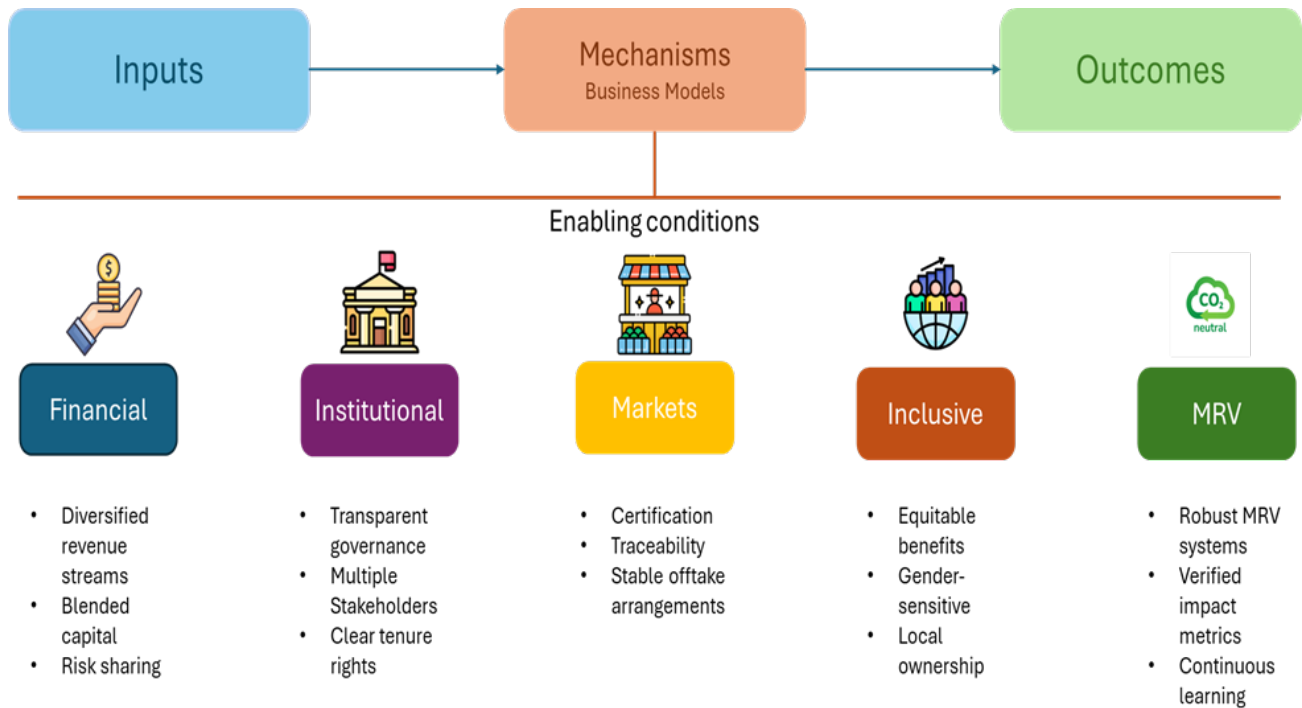 Inputs
Mechanisms
Business Models
Outcomes
Enabling conditions
$
CO₂
neutral
Financial
Institutional
Markets
Inclusive
MRV
• Diversified
revenue
streams
• Blended
capital
• Risk sharing
• Transparent
governance
• Multiple
Stakeholders
• Clear tenure
rights
• Certification
• Traceability
• Stable offtake
arrangements
• Equitable
benefits
• Gender-
sensitive
• Local
ownership
• Robust MRV
systems
• Verified
impact
metrics
• Continuous
learning